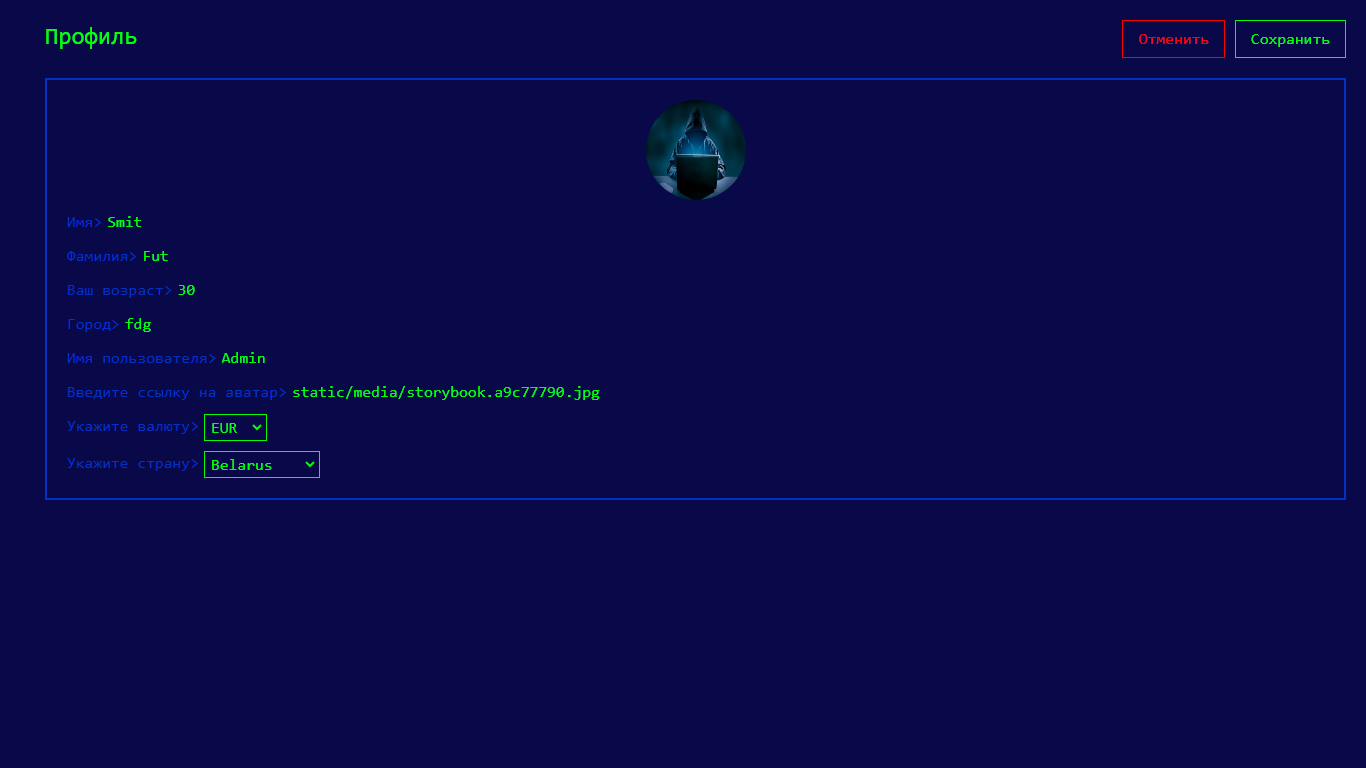 Профиль
Отменить
Сохранить
Имя> Smit
Фамилия> Fut
Ваш возраст> 30
Город> fdg
Имя пользователя> Admin
Введите ссылку на аватар> static/media/storybook.a9c77790.jpg
Укажите валюту> EUR
Укажите страну> Belarus